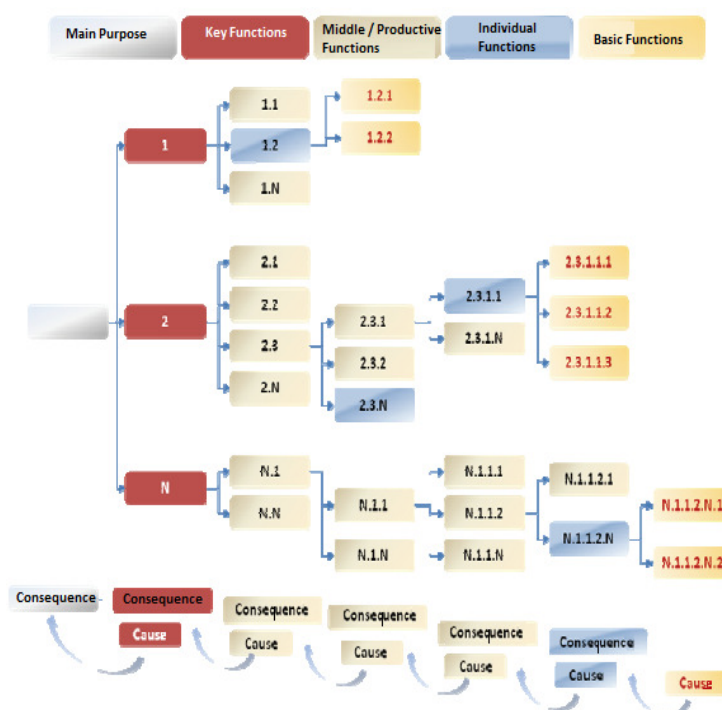 Main Purpose
Key Functions
Middle / Productive
Functions
Individual
Functions
Basic Functions
1.1
1.2.1
1
1.2
1.2.2
1.N
2.1
2.2
2
2.3
2.N
2.3.1
2.3.2
2.3.N
2.3.1.1
2.3.1.N
2.3.1.1.1
2.3.1.1.2
2.3.1.1.3
N
N.1
N.N
N.1.1
N.1.N
N.1.1.1
N.1.1.2
N.1.1.N
N.1.1.2.1
N.1.1.2.N
N.1.1.2.N.1
N.1.1.2.N.2
Consequence
Consequence
Cause
Consequence
Cause
Consequence
Cause
Consequence
Cause
Consequence
Cause
Cause